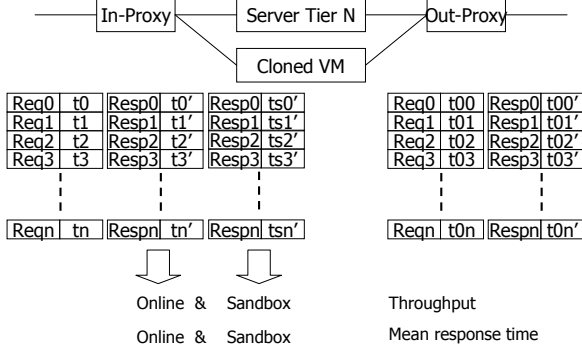 In-Proxy Server Tier N Out-Proxy
Cloned VM
Req0 t0 Resp0 t0′ Resp0 ts0′ Req0 t00 Resp0 t00′
Req1 t1 Resp1 t1′ Resp1 ts1′ Req1 t01 Resp1 t01′
Req2 t2 Resp2 t2′ Resp2 ts2′ Req2 t02 Resp2 t02′
Req3 t3 Resp3 t3′ Resp3 ts3′ Req3 t03 Resp3 t03′
Reqn tn Respn tn′ Respn tsn′ Reqn t0n Respn t0n′
Online & Sandbox Throughput
Online & Sandbox Mean response time